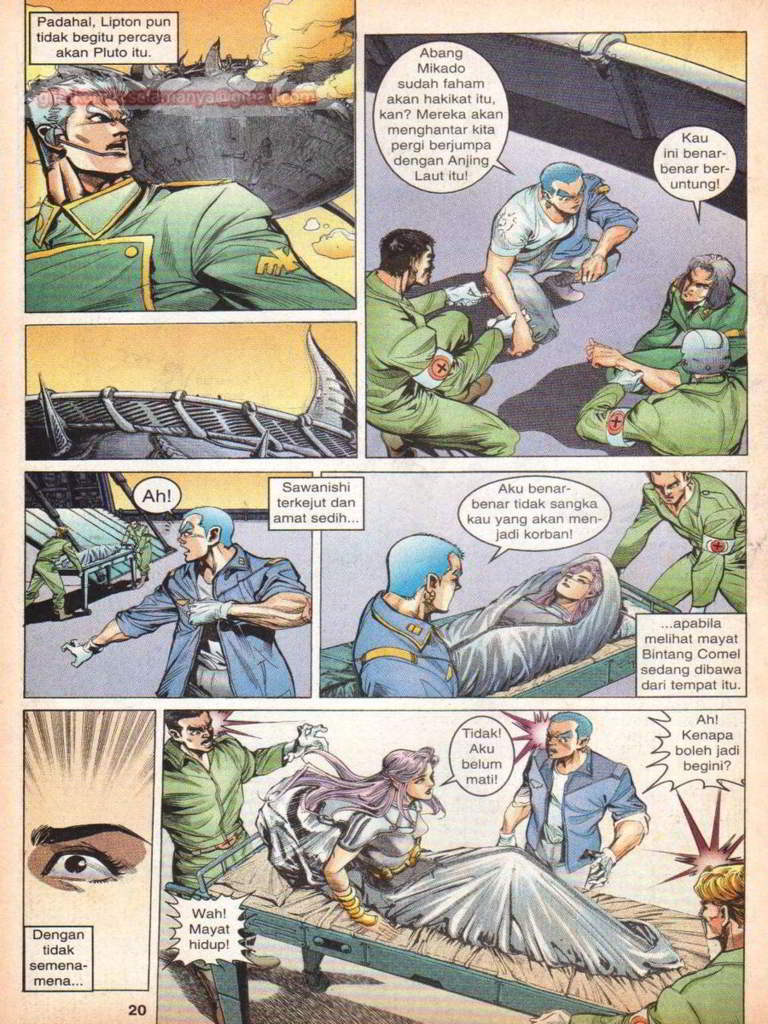 Padahal, Lipton pun
tidak begitu percaya
akan Pluto itu.
Abang
Mikado
sudah faham
akan hakikat itu,
kan? Mereka akan
menghantar kita
pergi berjumpa
dengan Anjing
Laut itu!
Kau
ini benar-
benar ber-
untung!
Ah!
Sawanishi
terkejut dan
amat sedih...
Aku benar-
benar tidak sangka
kau yang akan men-
jadi korban!
...apabila
melihat mayat
Bintang Comel
sedang dibawa
dari tempat itu.
Dengan
tidak
semena-
mena...
Wah!
Mayat
hidup!
Tidak!
Aku
belum
mati!
Ah!
Kenapa
boleh jadi
begini?
20